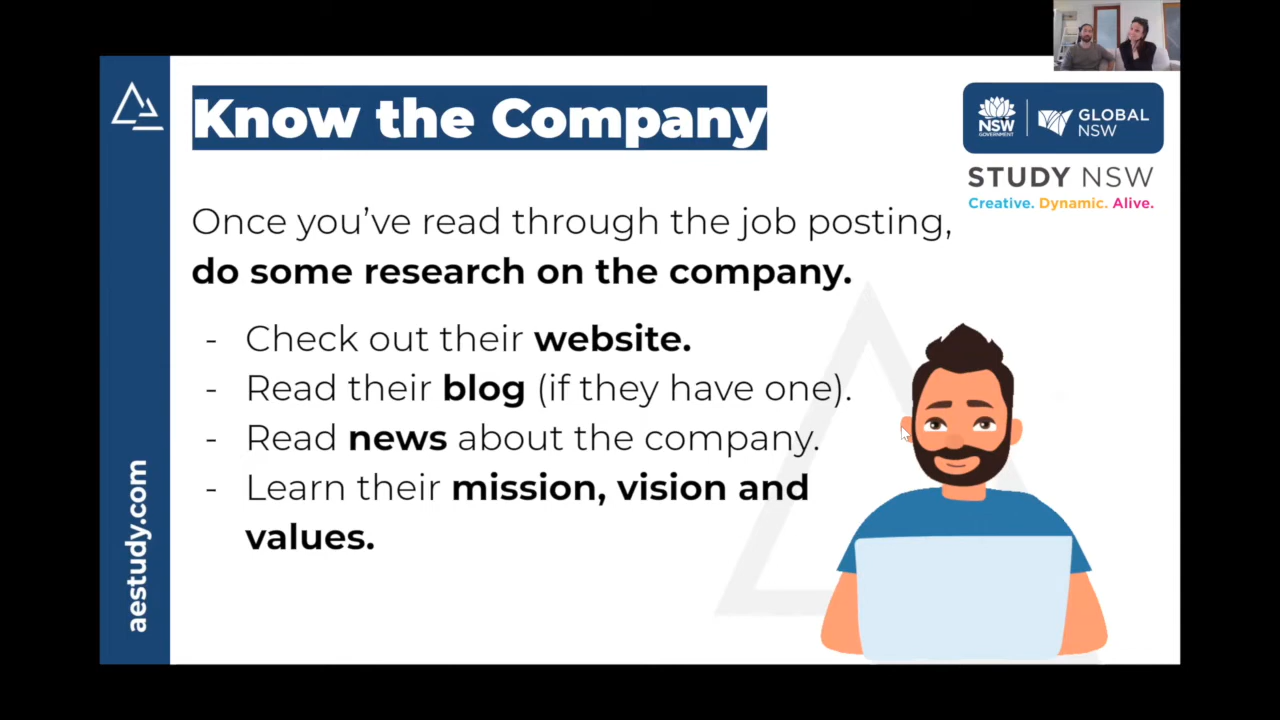 Know the Company
NSW
GOVERNMENT
GLOBAL
NSW
STUDY NSW
Creative. Dynamic. Alive.
Once you’ve read through the job posting,
do some research on the company.
- Check out their website.
- Read their blog (if they have one).
- Read news about the company.
- Learn their mission, vision and
values.
aestudy.com